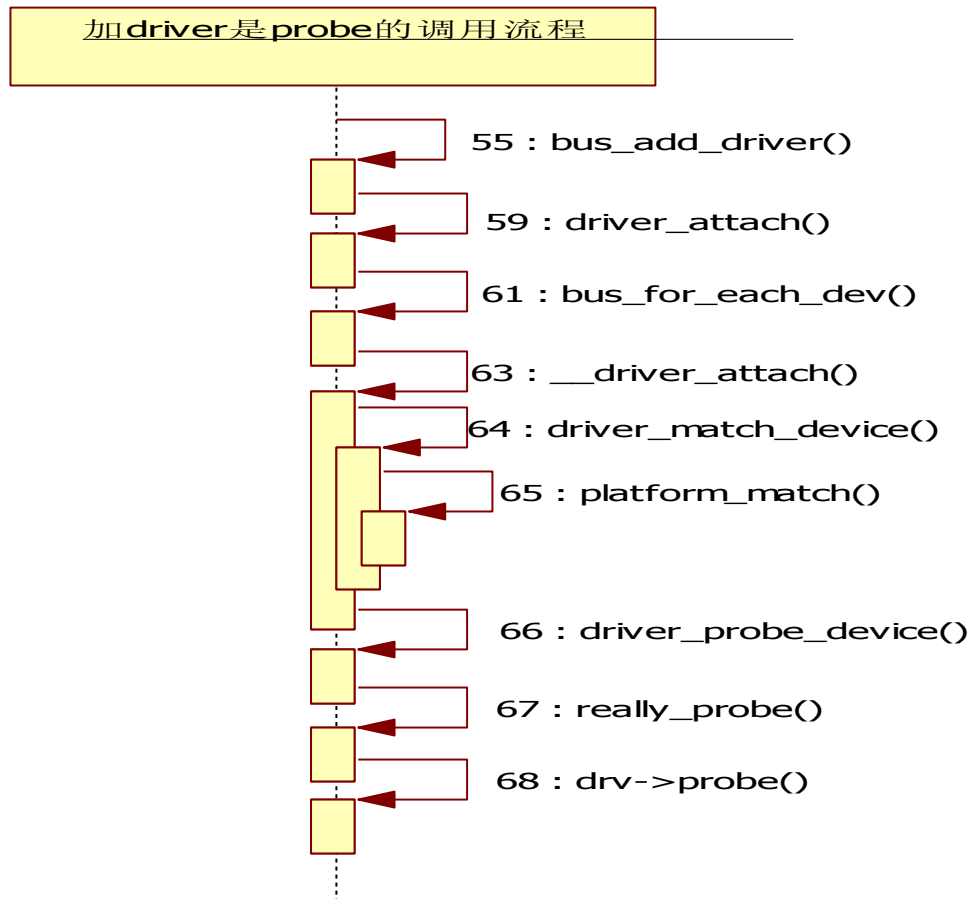 加driver是probe的调用流程
55 : bus_add_driver()
59 : driver_attach()
61 : bus_for_each_dev()
63 : __driver_attach()
64 : driver_match_device()
65 : platform_match()
66 : driver_probe_device()
67 : really_probe()
68 : drv->probe()